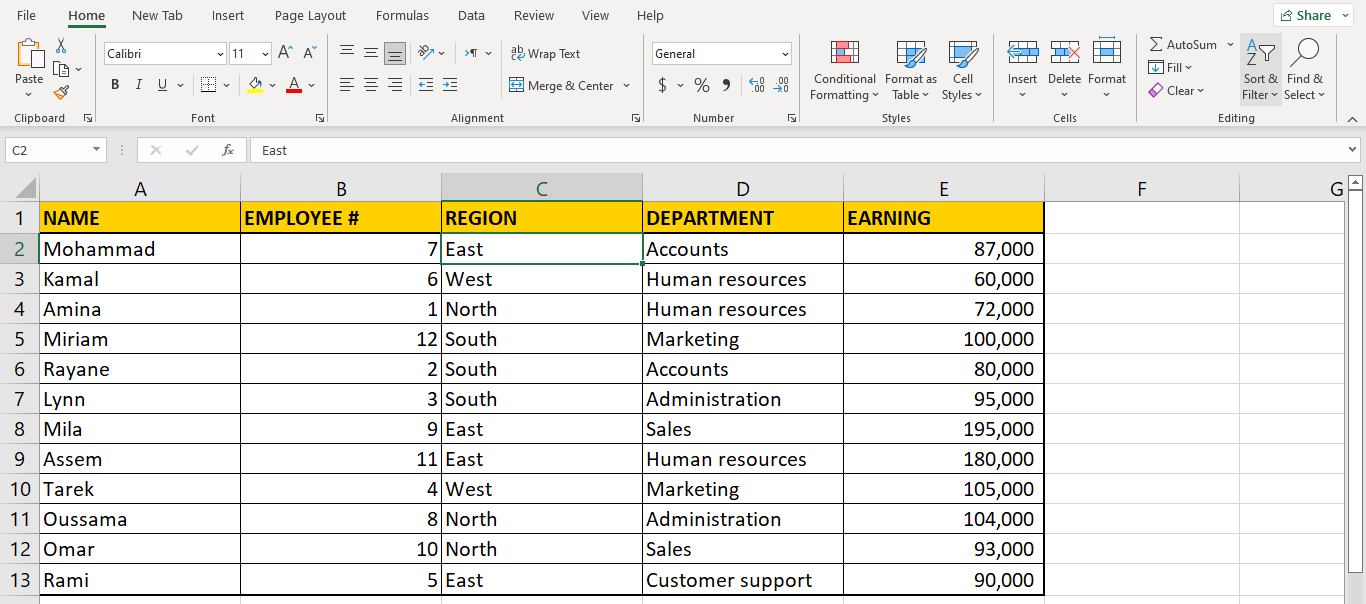 File Home New Tab Insert Page Layout Formulas Data Review View Help Share
Calibri 11 A A ab Wrap Text General AutoSum
Paste Conditional Format as Cell Insert Delete Format Fill Sort & Find &
B I U A Merge & Center $ % 9 Formatting Table Styles Clear Filter Select
Clipboard Font Alignment Number Styles Cells Editing
C2 fx East
A B C D E F G
1 NAME EMPLOYEE # REGION DEPARTMENT EARNING
2 Mohammad 7 East Accounts 87,000
3 Kamal 6 West Human resources 60,000
4 Amina 1 North Human resources 72,000
5 Miriam 12 South Marketing 100,000
6 Rayane 2 South Accounts 80,000
7 Lynn 3 South Administration 95,000
8 Mila 9 East Sales 195,000
9 Assem 11 East Human resources 180,000
10 Tarek 4 West Marketing 105,000
11 Oussama 8 North Administration 104,000
12 Omar 10 North Sales 93,000
13 Rami 5 East Customer support 90,000